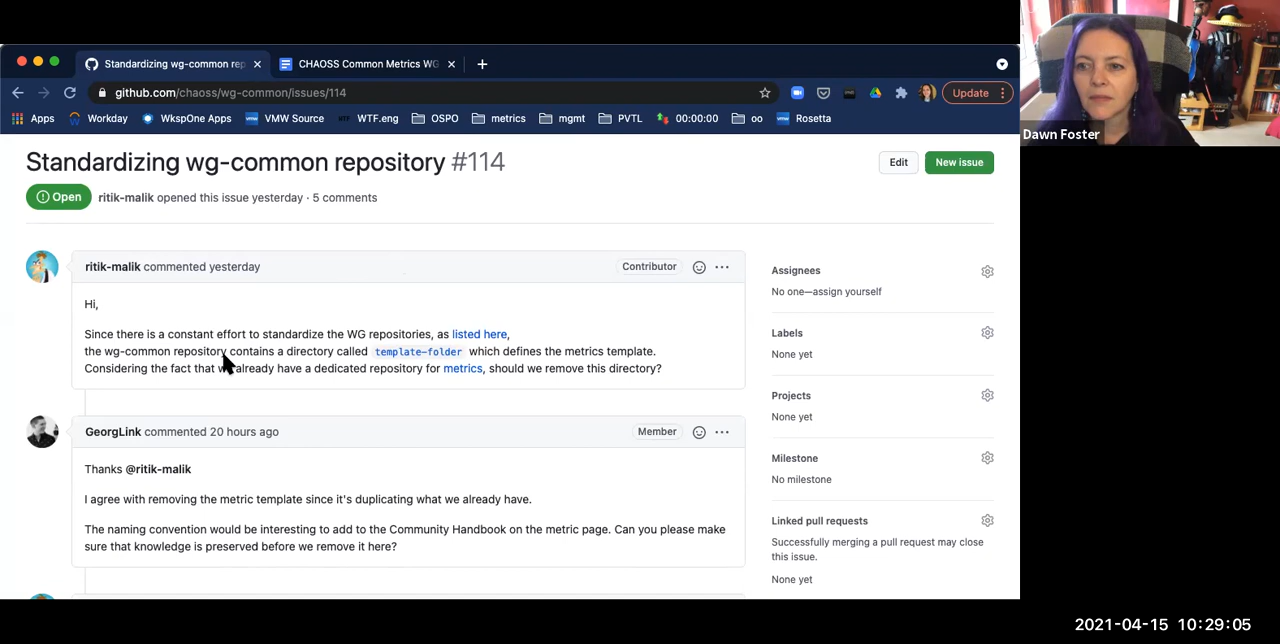 Standardizing wg-common rep
CHAOSS Common Metrics WG
github.com/chaoss/wg-common/issues/114
Update
Apps
Workday
WkspOne Apps
VMW Source
WTF.eng
OSPO
metrics
mgmt
PVTL
00:00:00
oo
Rosetta
Dawn Foster
Standardizing wg-common repository #114
Edit
New issue
Open
ritik-malik opened this issue yesterday · 5 comments
ritik-malik commented yesterday
Contributor
Hi,
Since there is a constant effort to standardize the WG repositories, as listed here,
the wg-common repository contains a directory called template-folder which defines the metrics template.
Considering the fact that already have a dedicated repository for metrics, should we remove this directory?
GeorgLink commented 20 hours ago
Member
Thanks @ritik-malik
I agree with removing the metric template since it's duplicating what we already have.
The naming convention would be interesting to add to the Community Handbook on the metric page. Can you please make
sure that knowledge is preserved before we remove it here?
Assignees
No one—assign yourself
Labels
None yet
Projects
None yet
Milestone
No milestone
Linked pull requests
Successfully merging a pull request may close
this issue.
None yet
2021-04-15 10:29:05